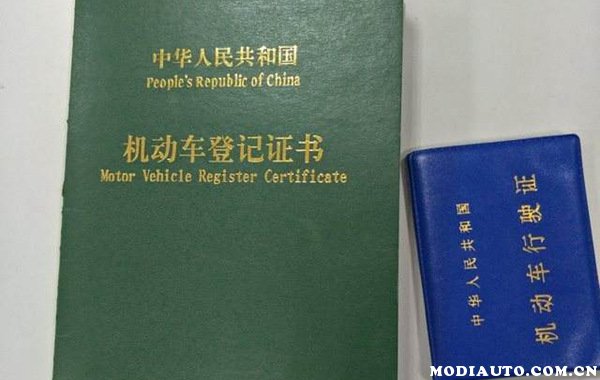 中华人民共和国
People's Republic of China
机动车登记证书
Motor Vehicle Register Certificate
中华人民共和国
机动车行驶证
MODIAUTO.COM.CN